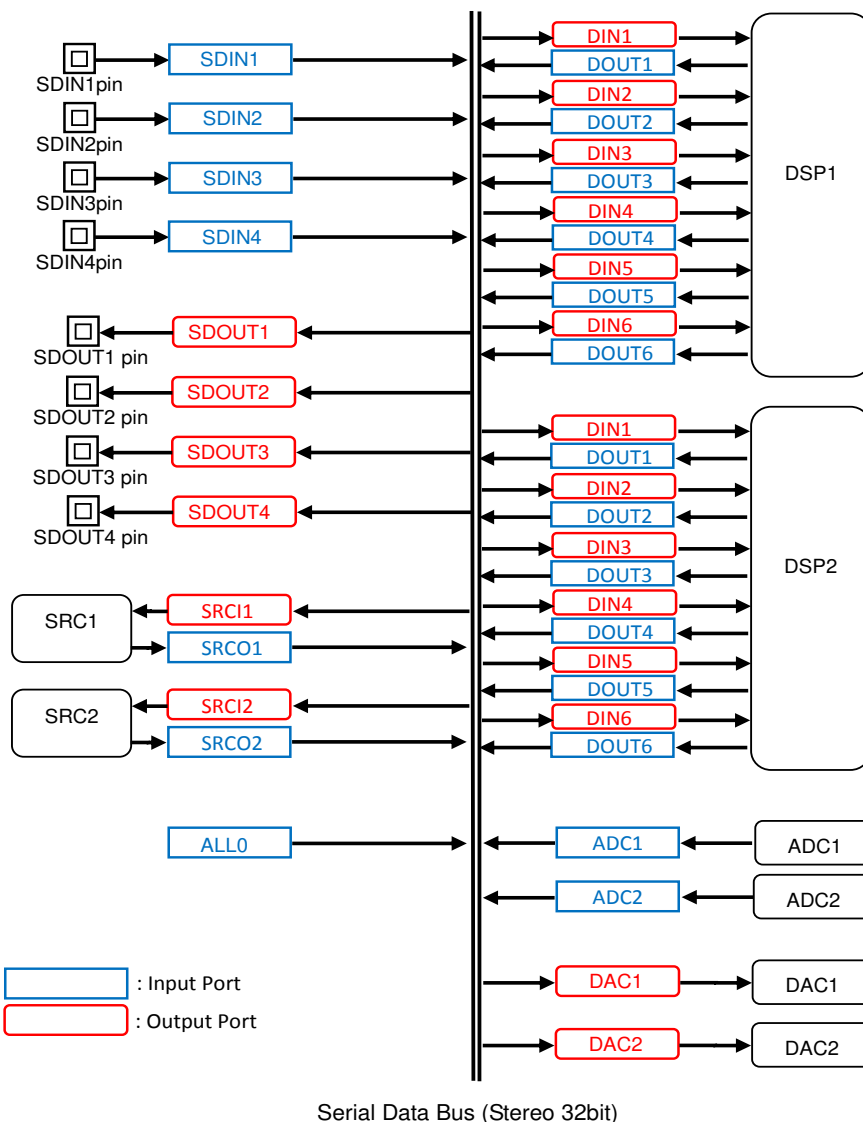 SDIN1pin
SDIN1
SDIN2pin
SDIN2
SDIN3pin
SDIN3
SDIN4pin
SDIN4
SDOUT1 pin
SDOUT1
SDOUT2 pin
SDOUT2
SDOUT3 pin
SDOUT3
SDOUT4 pin
SDOUT4
SRC1
SRCI1
SRCO1
SRC2
SRCI2
SRCO2
ALL0
: Input Port
: Output Port
DIN1
DOUT1
DIN2
DOUT2
DIN3
DOUT3
DIN4
DOUT4
DIN5
DOUT5
DIN6
DOUT6
DSP1
DIN1
DOUT1
DIN2
DOUT2
DIN3
DOUT3
DIN4
DOUT4
DIN5
DOUT5
DIN6
DOUT6
DSP2
ADC1
ADC1
ADC2
ADC2
DAC1
DAC1
DAC2
DAC2
Serial Data Bus (Stereo 32bit)